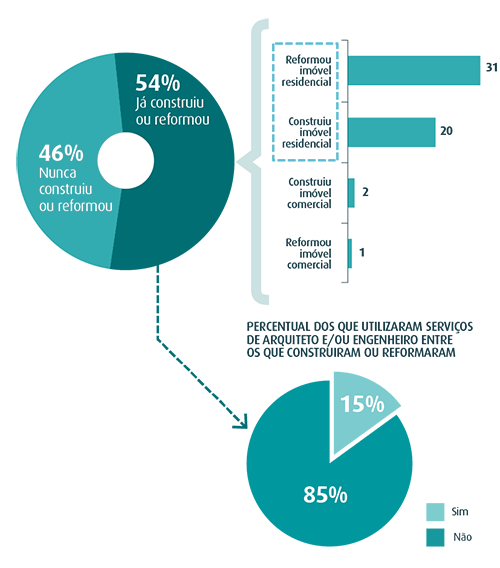 54%
Já construiu
ou reformou
46%
Nunca
construiu
ou reformou
Reformou
imóvel
residencial
31
Construiu
imóvel
residencial
20
Construiu
imóvel
comercial
2
Reformou
imóvel
comercial
1
PERCENTUAL DOS QUE UTILIZARAM SERVIÇOS
DE ARQUITETO E/OU ENGENHEIRO ENTRE
OS QUE CONSTRUIRAM OU REFORMARAM
15%
85%
Sim
Não